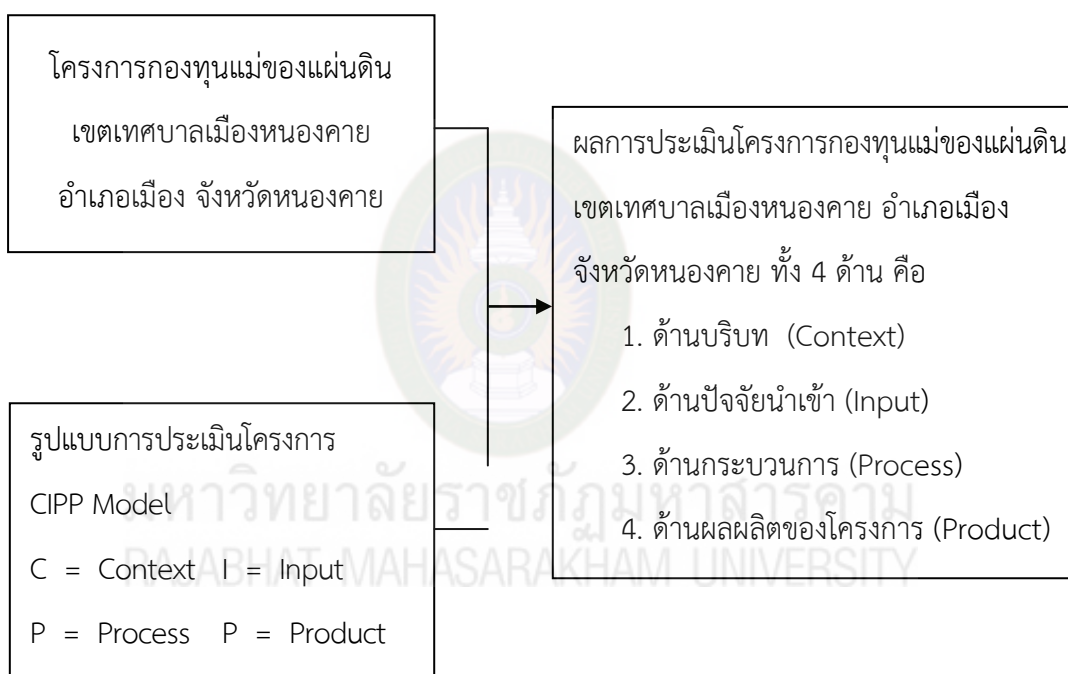 โครงการกองทุนแม่ของแผ่นดิน
เขตเทศบาลเมืองหนองคาย
อำเภอเมือง จังหวัดหนองคาย
รูปแบบการประเมินโครงการ
CIPP Model
C = Context I = Input
P = Process P = Product
ผลการประเมินโครงการกองทุนแม่ของแผ่นดิน
เขตเทศบาลเมืองหนองคาย อำเภอเมือง
จังหวัดหนองคาย ทั้ง 4 ด้าน คือ
1. ด้านบริบท (Context)
2. ด้านปัจจัยนำเข้า (Input)
3. ด้านกระบวนการ (Process)
4. ด้านผลผลิตของโครงการ (Product)
มหาวิทยาลัยราชภัฏมหาสารคาม
RAJABHAT MAHASARAKHAM UNIVERSITY